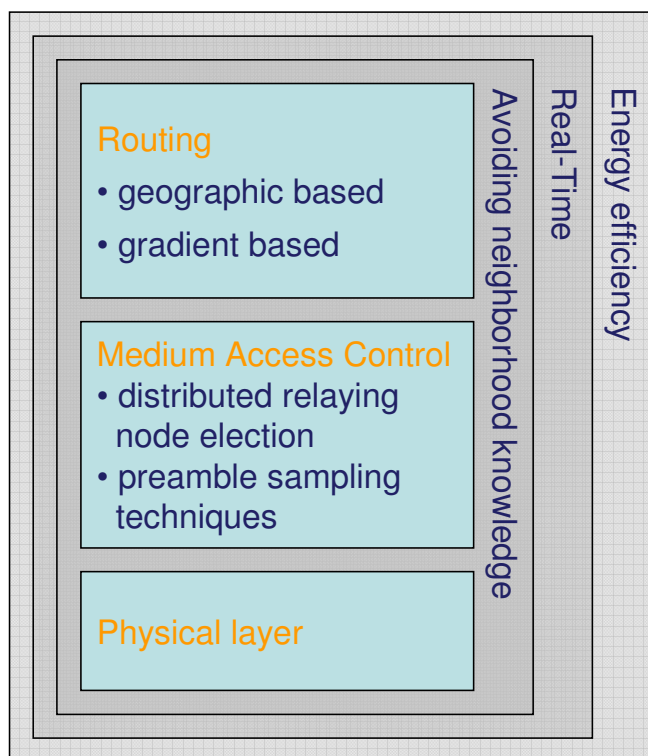 Routing
• geographic based
• gradient based
Medium Access Control
• distributed relaying
node election
• preamble sampling
techniques
Physical layer
Avoiding neighborhood knowledge
Real-Time
Energy efficiency